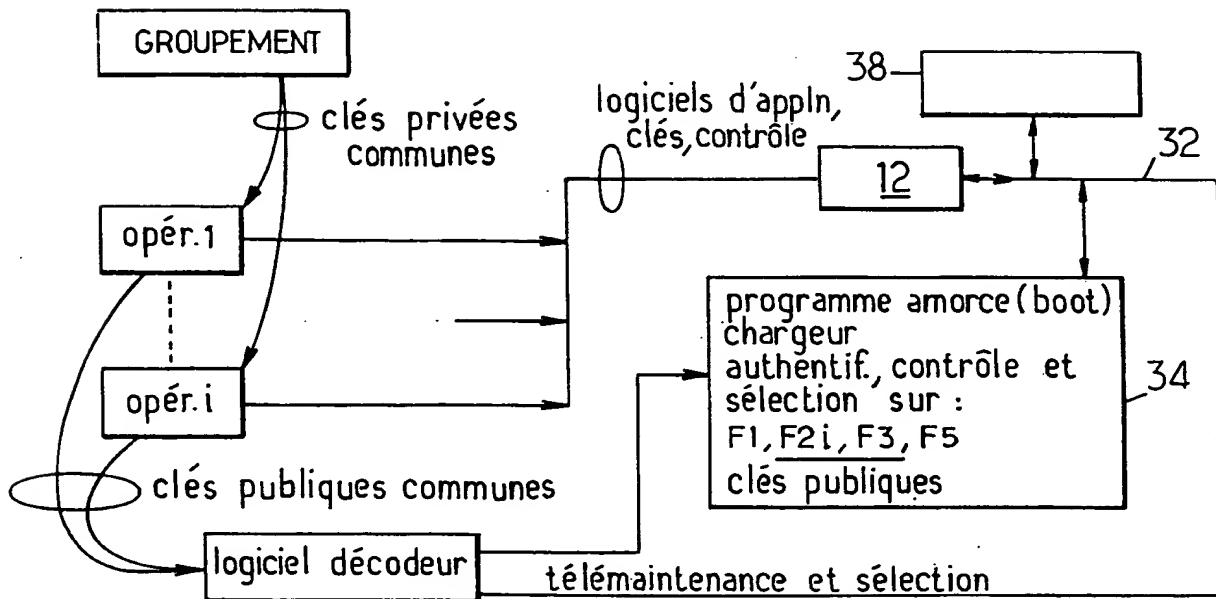 GROUPEMENT
clés privées
communes
opér.1
opér.i
clés publiques communes
logiciel décodeur
logiciels d'appln,
clés, contrôle
12
38
32
programme amorce (boot)
chargeur
authentif., contrôle et
sélection sur :
F1, F2i, F3, F5
clés publiques
34
télémaintenance et sélection